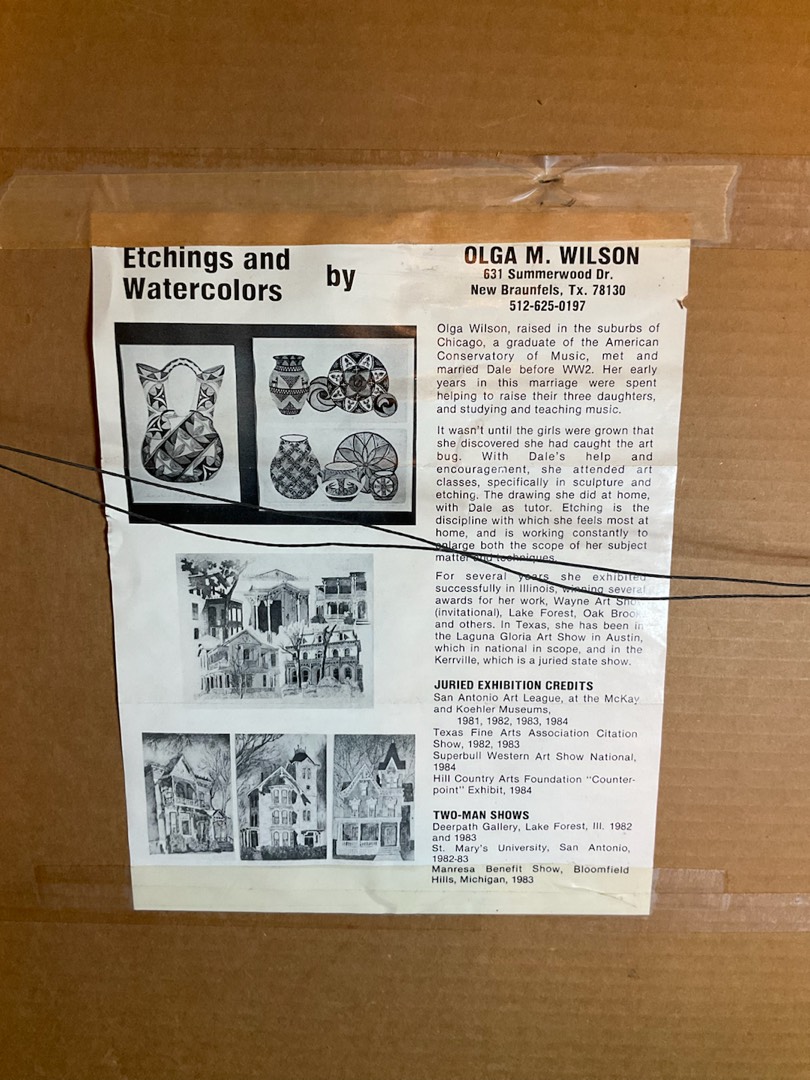 Etchings and
Watercolors
by
OLGA M. WILSON
631 Summerwood Dr.
New Braunfels, Tx. 78130
512-625-0197
Olga Wilson, raised in the suburbs of
Chicago, a graduate of the American
Conservatory of Music, met and
married Dale before WW2. Her early
years in this marriage were spent
helping to raise their three daughters,
and studying and teaching music.
It wasn't until the girls were grown that
she discovered she had caught the art
bug. With Dale's help and
encouragement, she attended art
classes, specifically in sculpture and
etching. The drawing she did at home,
with Dale as tutor. Etching is the
discipline with which she feels most at
home, and is working constantly to
enlarge both the scope of her subject
matter and techniques.
For several years she exhibited
successfully in Illinois, winning several
awards for her work, Wayne Art Show
(invitational), Lake Forest, Oak Brook
and others. In Texas, she has been in
the Laguna Gloria Art Show in Austin,
which in national in scope, and in the
Kerrville, which is a juried state show.
JURIED EXHIBITION CREDITS
San Antonio Art League, at the McKay
and Koehler Museums,
1981, 1982, 1983, 1984
Texas Fine Arts Association Citation
Show, 1982, 1983
Superbull Western Art Show National,
1984
Hill Country Arts Foundation "Counter-
point" Exhibit, 1984
TWO-MAN SHOWS
Deerpath Gallery, Lake Forest, Ill. 1982
and 1983
St. Mary's University, San Antonio,
1982-83
Manresa Benefit Show, Bloomfield
Hills, Michigan, 1983